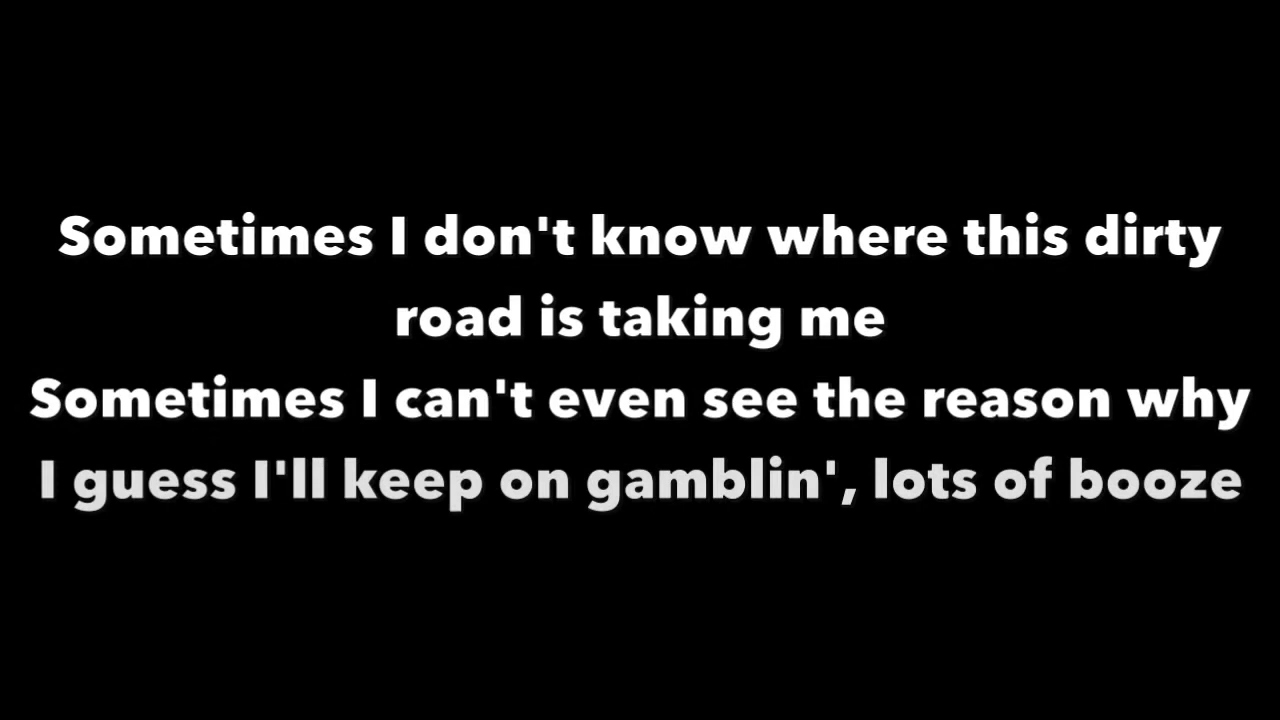 Sometimes I don't know where this dirty
road is taking me
Sometimes I can't even see the reason why
I guess I'll keep on gamblin', lots of booze